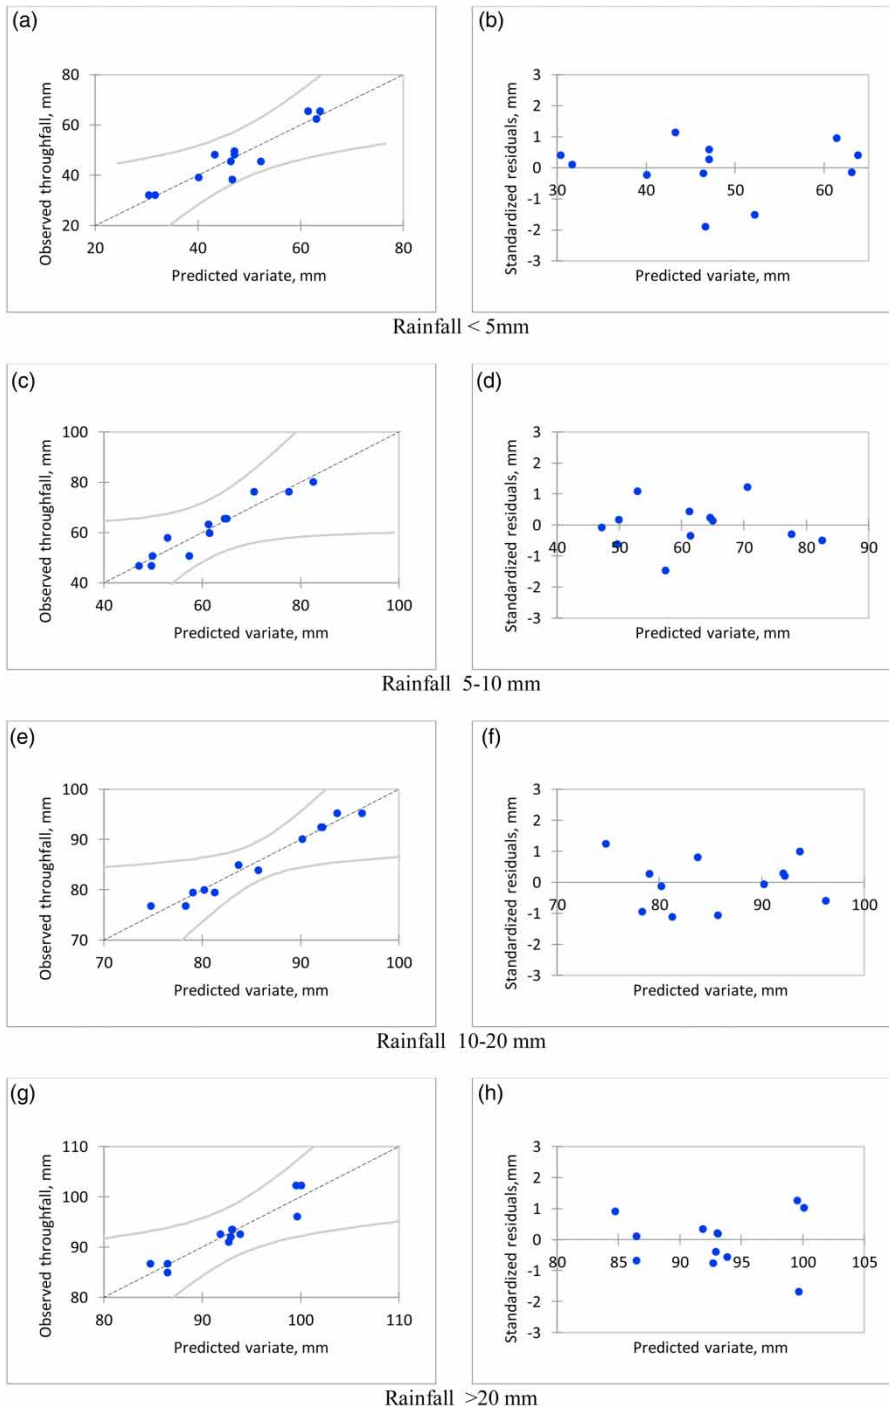 (a)
Observed throughfall, mm
80
60
40
20
20 40 60 80
Predicted variate, mm
(b)
Standardized residuals, mm
3
2
1
0
-1
-2
-3
30 40 50 60
Predicted variate, mm
Rainfall < 5mm
(c)
Observed throughfall, mm
100
80
60
40
40 60 80 100
Predicted variate, mm
(d)
Standardized residuals, mm
3
2
1
0
-1
-2
-3
40 50 60 70 80 90
Predicted variate, mm
Rainfall 5-10 mm
(e)
Observed throughfall, mm
100
90
80
70
70 80 90 100
Predicted variate, mm
(f)
Standardized residuals, mm
3
2
1
0
-1
-2
-3
70 80 90 100
Predicted variate, mm
Rainfall 10-20 mm
(g)
Observed throughfall, mm
110
100
90
80
80 90 100 110
Predicted variate, mm
(h)
Standardized residuals,mm
3
2
1
0
-1
-2
-3
80 85 90 95 100 105
Predicted variate, mm
Rainfall >20 mm